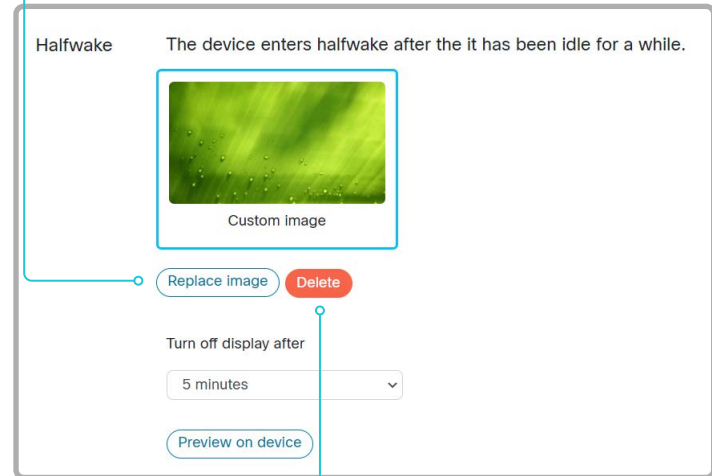 Halfwake
The device enters halfwake after the it has been idle for a while.
Custom image
Replace image
Delete
Turn off display after
5 minutes
Preview on device